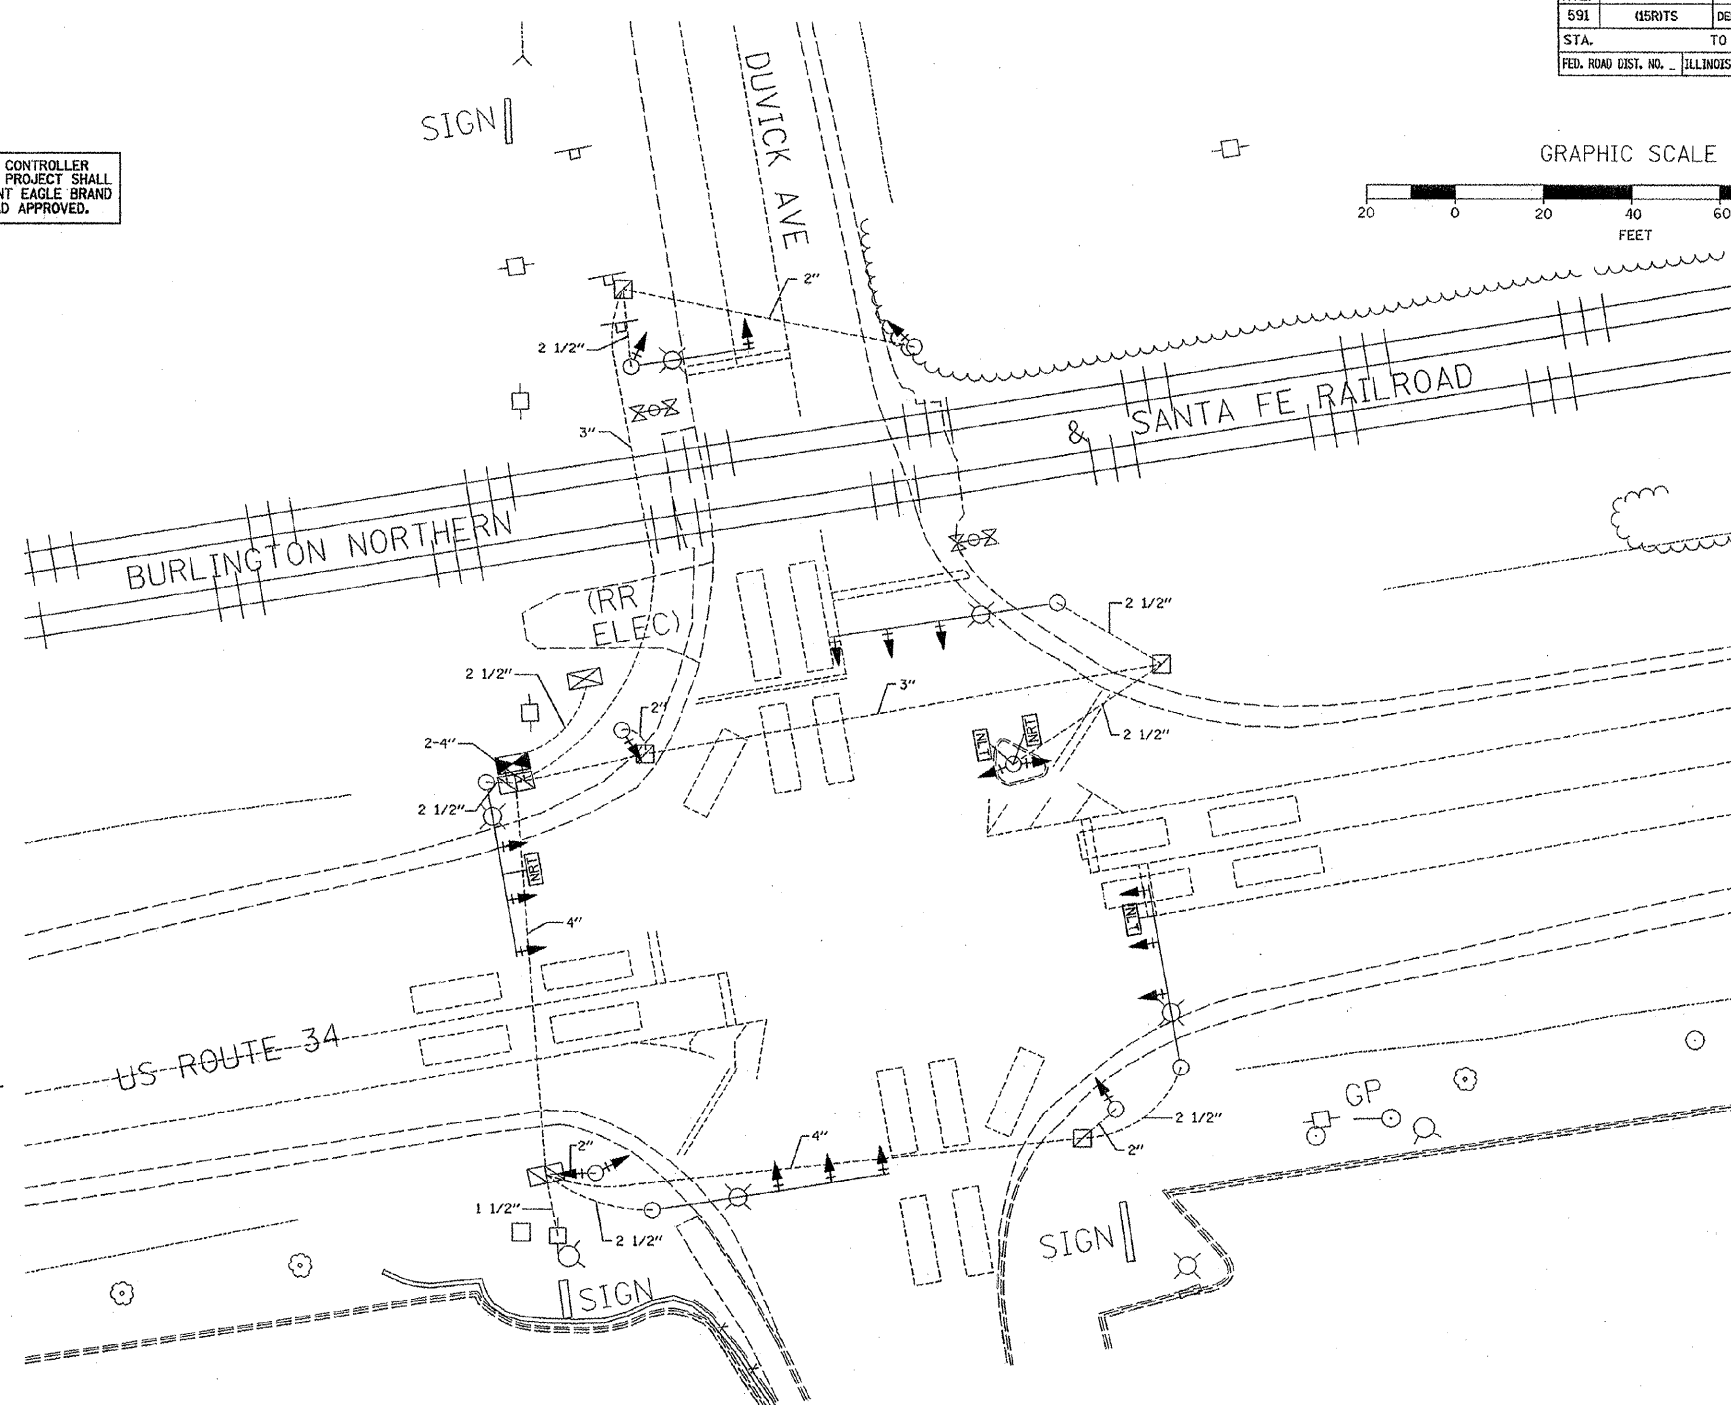 591 (15R)TS DE
STA. TO
FED. ROAD DIST. NO. _ ILLINOIS
CONTROLLER
PROJECT SHALL
NT EAGLE BRAND
D APPROVED.
SIGN
DUVICK AVE
GRAPHIC SCALE
20 0 20 40 60
FEET
2"
2 1/2"
3"
& SANTA FE RAILROAD
BURLINGTON NORTHERN
(RR
ELEC)
2 1/2"
2 1/2"
3"
2"
2 1/2"
NLT
NRT
2-4"
2 1/2"
NRT
4"
NLT
US ROUTE 34
GP
2 1/2"
2"
4"
2"
1 1/2"
2 1/2"
SIGN
SIGN